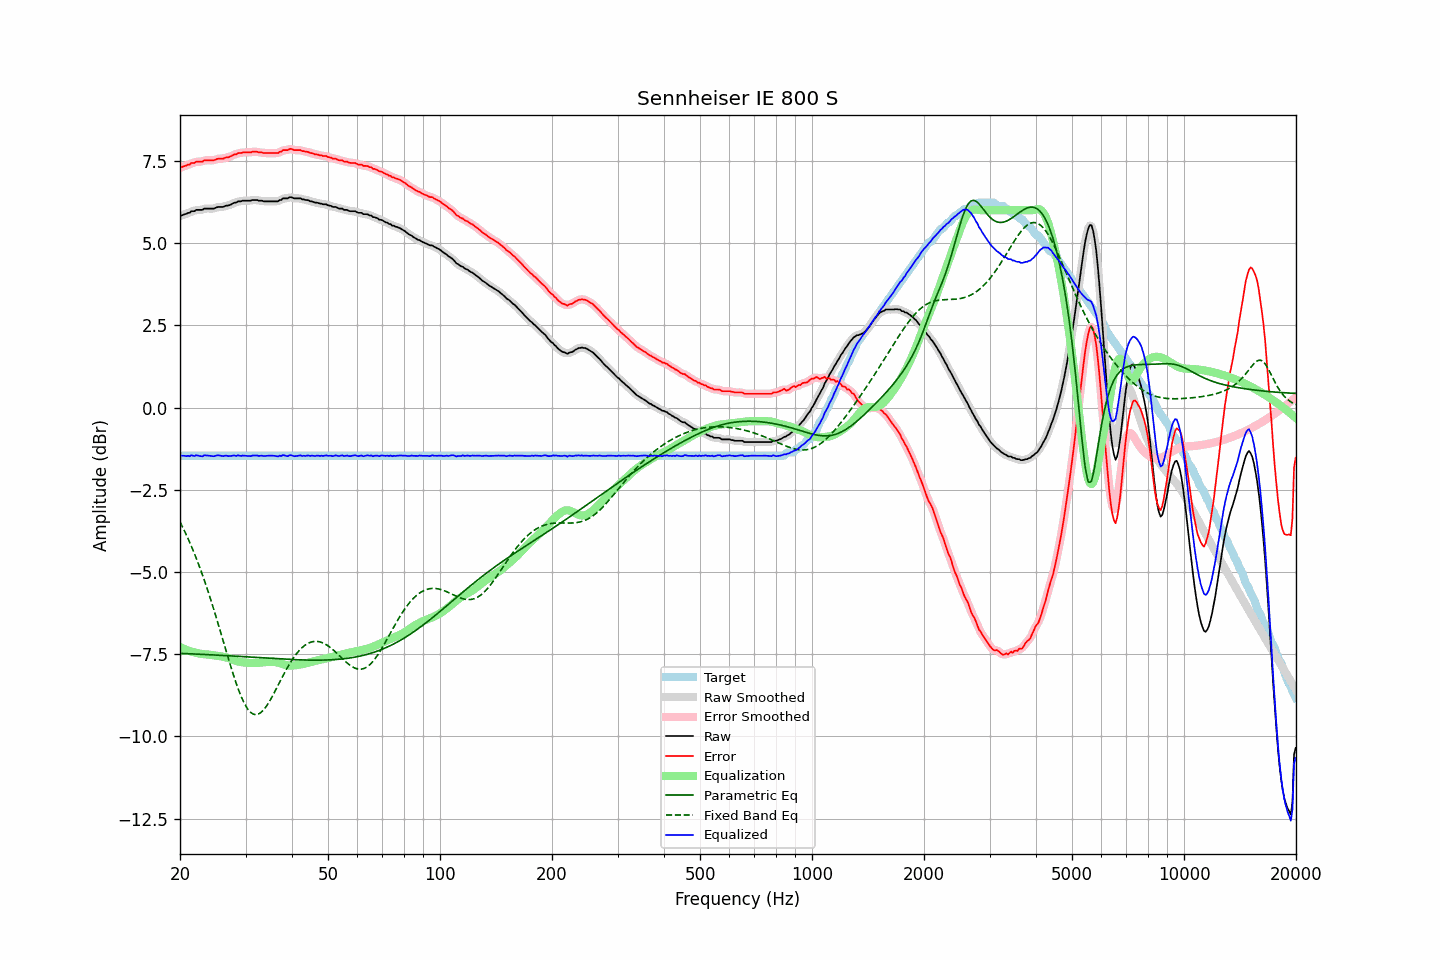 Sennheiser IE 800 S
7.5
5.0
2.5
0.0
−2.5
−5.0
−7.5
−10.0
−12.5
Amplitude (dBr)
Target
Raw Smoothed
Error Smoothed
Raw
Error
Equalization
Parametric Eq
Fixed Band Eq
Equalized
20 50 100 200 500 1000 2000 5000 10000 20000
Frequency (Hz)